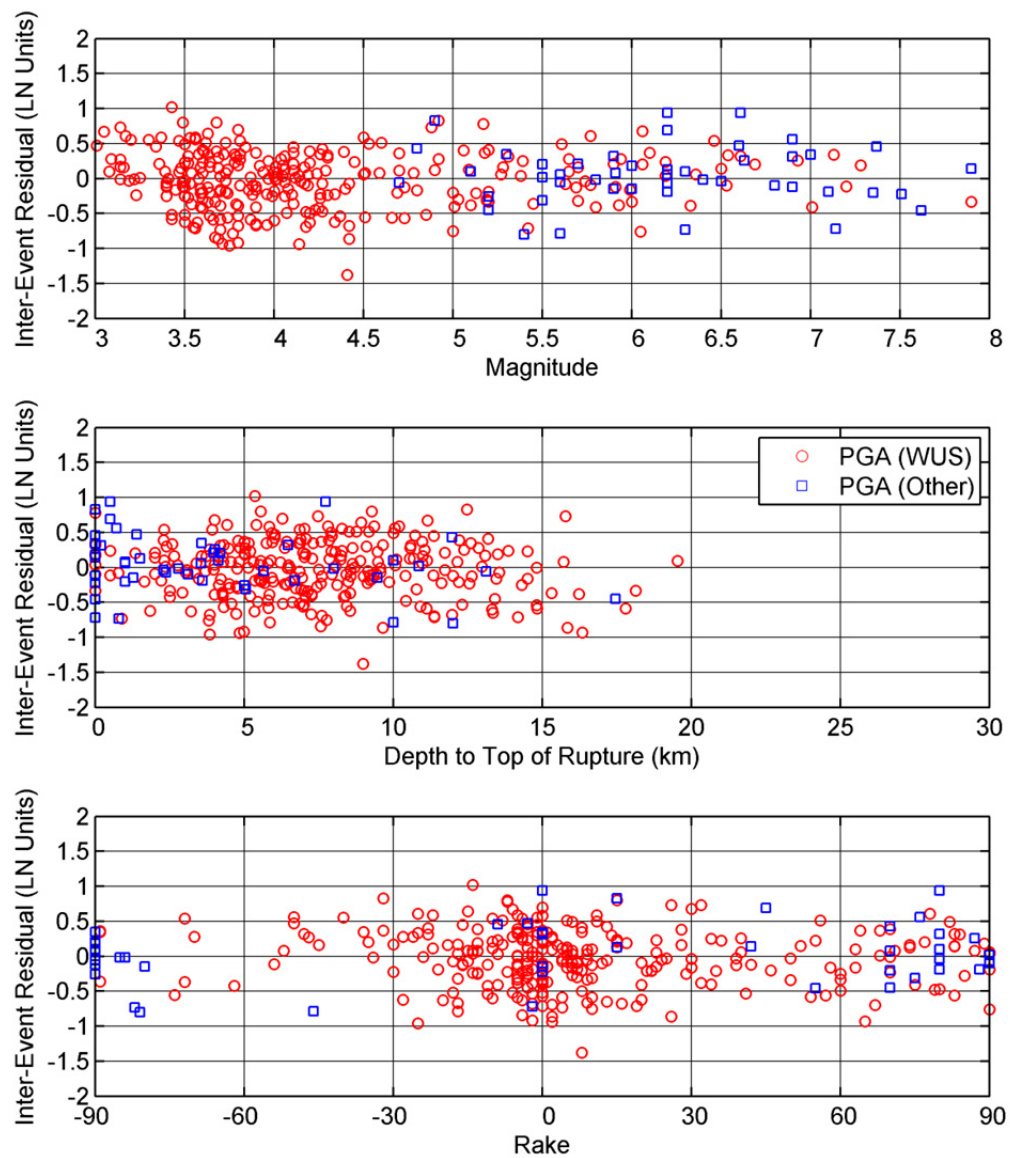 Inter-Event Residual (LN Units)
2
1.5
1
0.5
0
-0.5
-1
-1.5
-2
3 3.5 4 4.5 5 5.5 6 6.5 7 7.5 8
Magnitude
Inter-Event Residual (LN Units)
2
1.5
1
0.5
0
-0.5
-1
-1.5
-2
PGA (WUS)
PGA (Other)
0 5 10 15 20 25 30
Depth to Top of Rupture (km)
Inter-Event Residual (LN Units)
2
1.5
1
0.5
0
-0.5
-1
-1.5
-2
-90 -60 -30 0 30 60 90
Rake